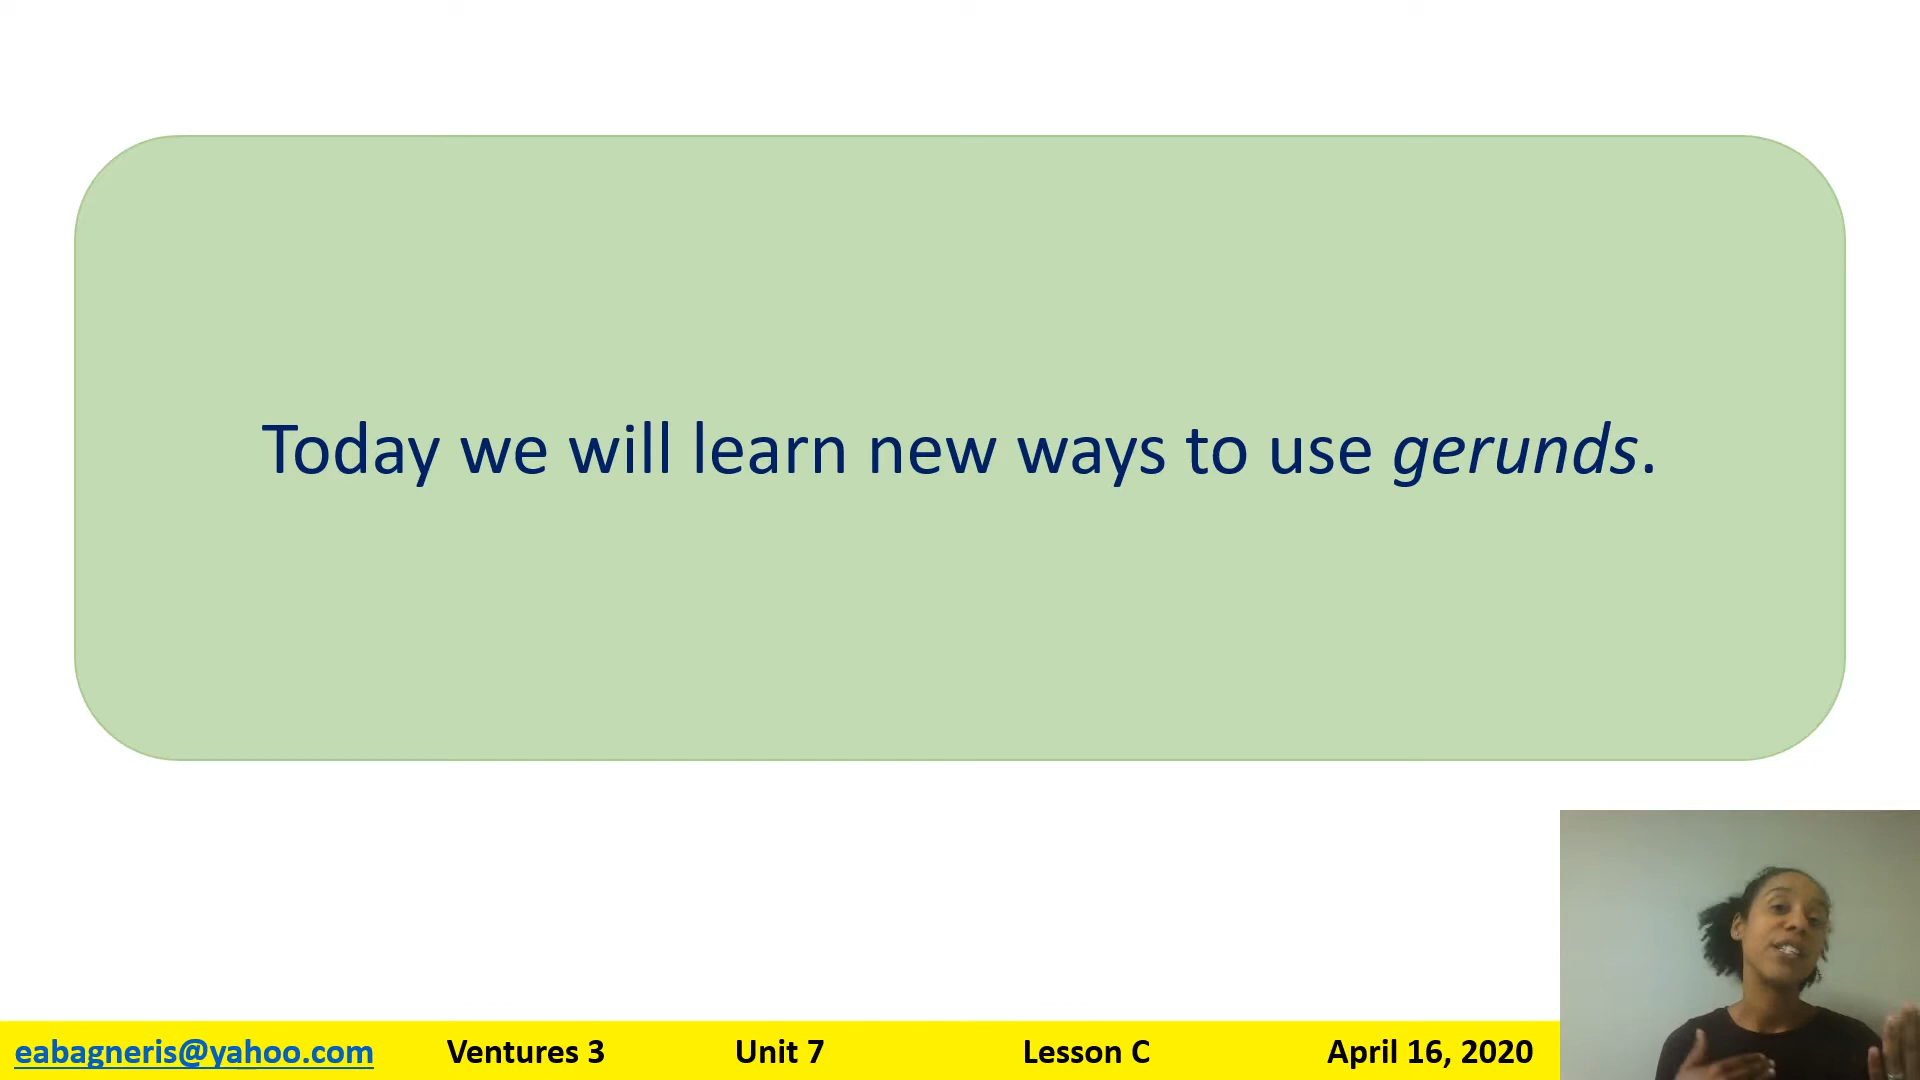 Today we will learn new ways to use gerunds.
eabagneris@yahoo.com Ventures 3 Unit 7 Lesson C April 16, 2020